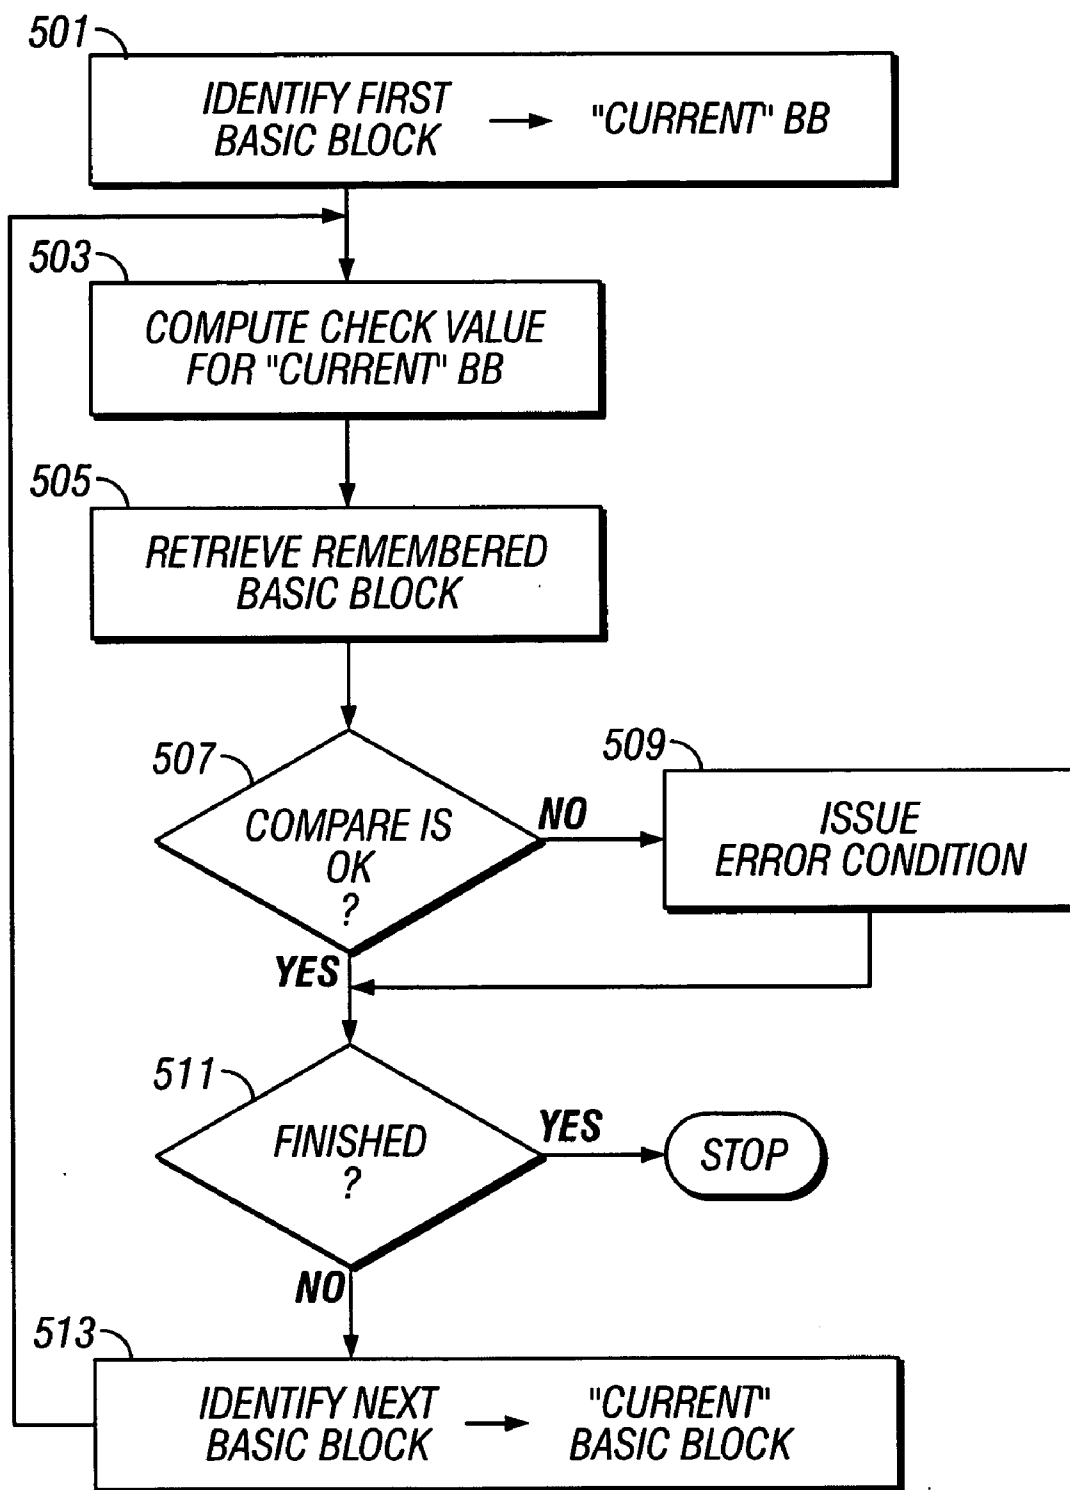 501
IDENTIFY FIRST
BASIC BLOCK
"CURRENT" BB
503
COMPUTE CHECK VALUE
FOR "CURRENT" BB
505
RETRIEVE REMEMBERED
BASIC BLOCK
507
COMPARE IS
OK
?
NO
509
ISSUE
ERROR CONDITION
YES
511
FINISHED
?
YES
STOP
NO
513
IDENTIFY NEXT
BASIC BLOCK
"CURRENT"
BASIC BLOCK